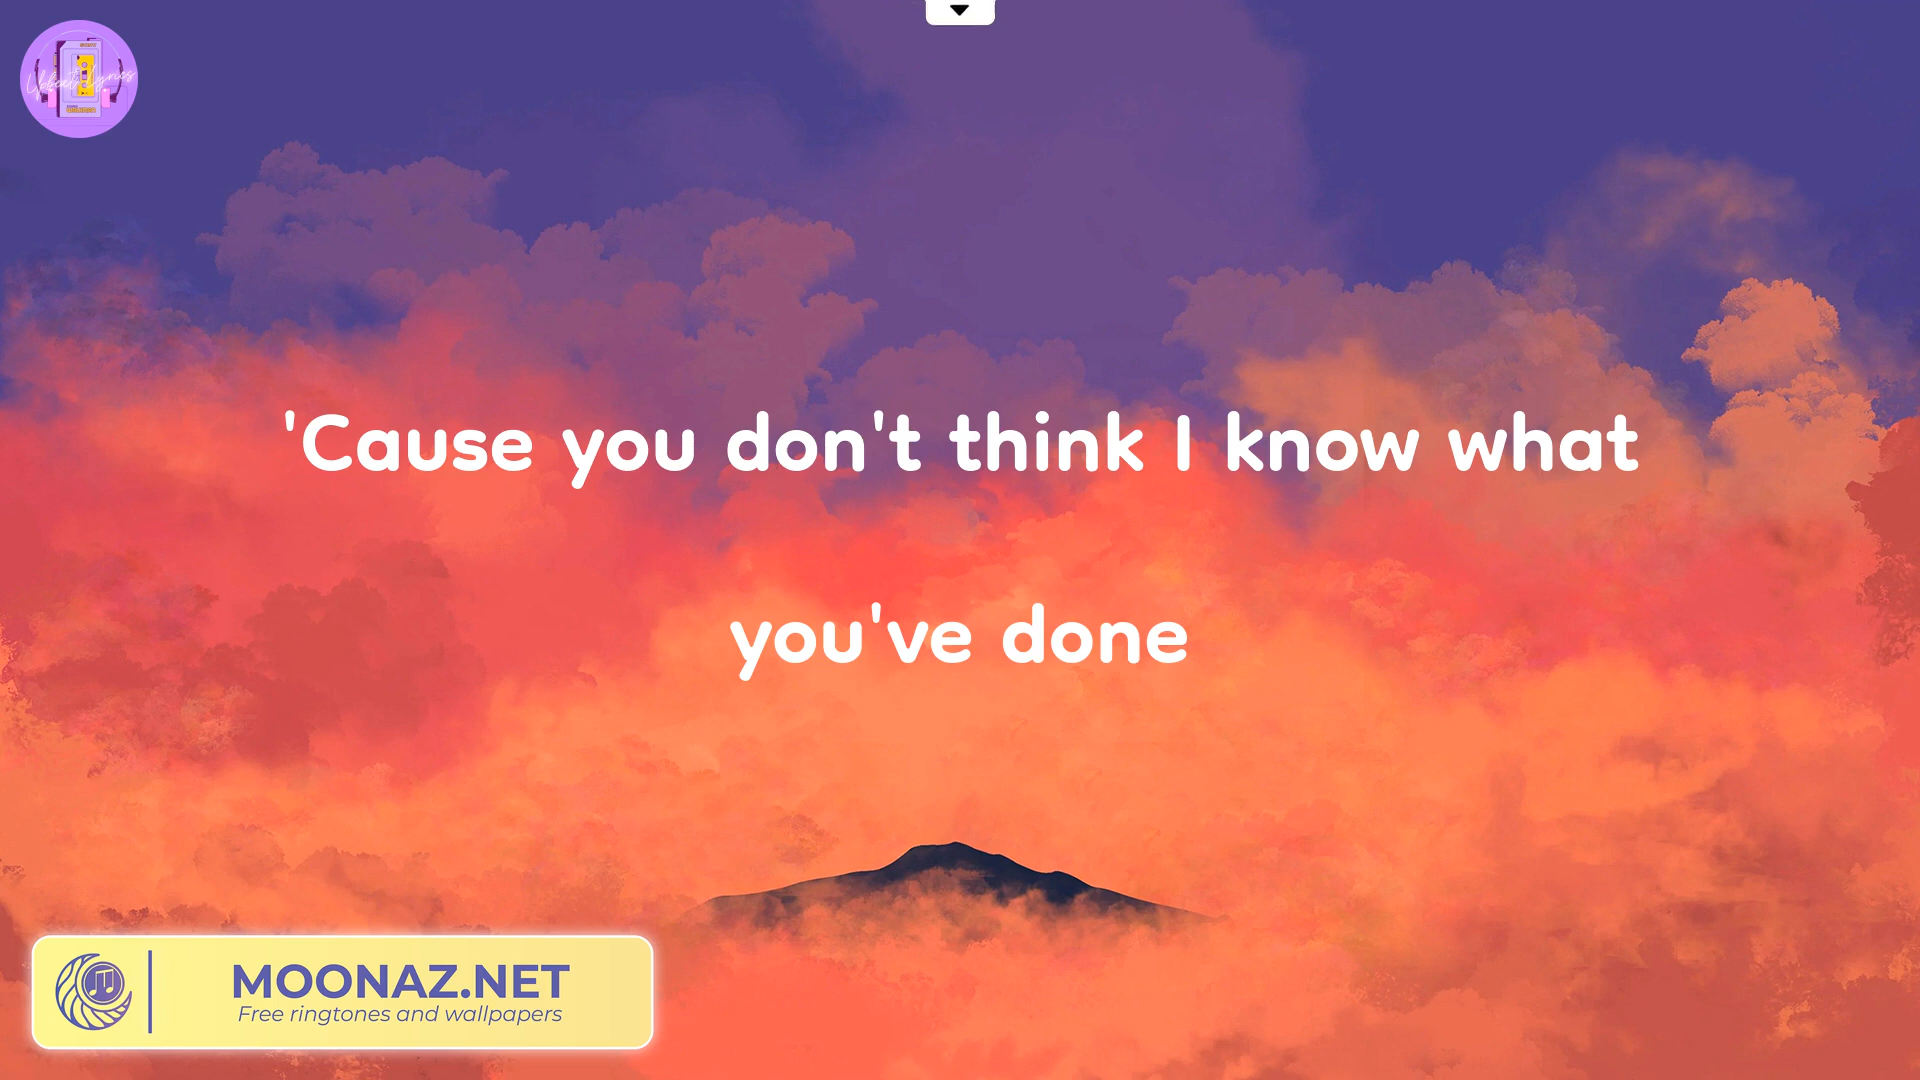 'Cause you don't think I know what
you've done
MOONAZ.NET
Free ringtones and wallpapers